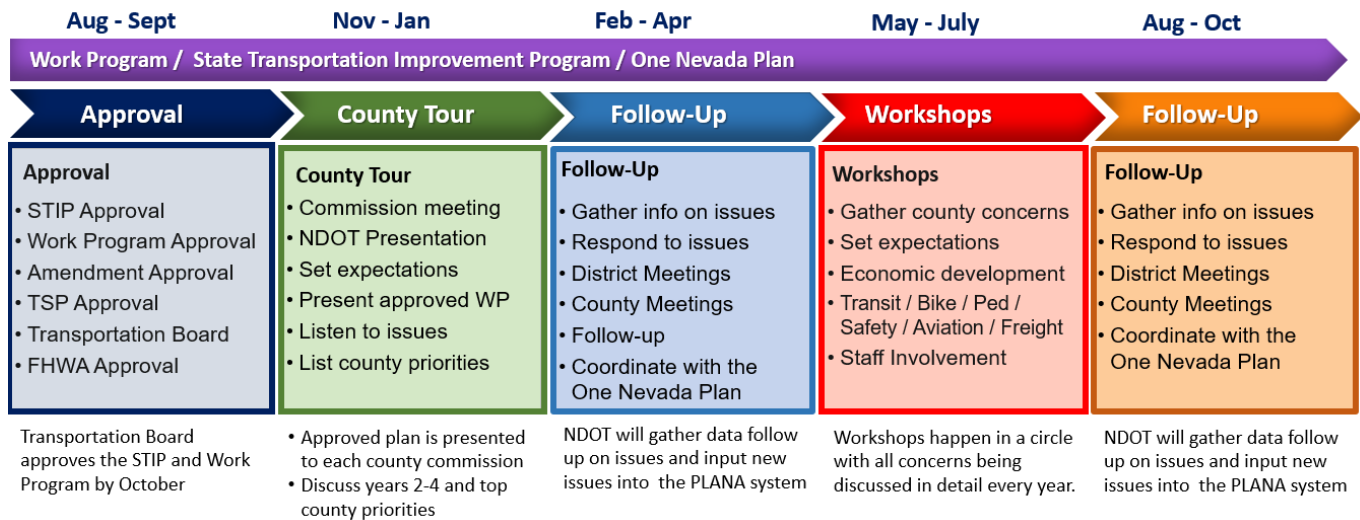 Aug - Sept
Nov - Jan
Feb - Apr
May - July
Aug - Oct
Work Program / State Transportation Improvement Program / One Nevada Plan
Approval
County Tour
Follow-Up
Workshops
Follow-Up
Approval
• STIP Approval
• Work Program Approval
• Amendment Approval
• TSP Approval
• Transportation Board
• FHWA Approval
Transportation Board
approves the STIP and Work
Program by October
County Tour
• Commission meeting
• NDOT Presentation
• Set expectations
• Present approved WP
• Listen to issues
• List county priorities
• Approved plan is presented
to each county commission
• Discuss years 2-4 and top
county priorities
Follow-Up
• Gather info on issues
• Respond to issues
• District Meetings
• County Meetings
• Follow-up
• Coordinate with the
One Nevada Plan
NDOT will gather data follow
up on issues and input new
issues into the PLANA system
Workshops
• Gather county concerns
• Set expectations
• Economic development
• Transit / Bike / Ped /
Safety / Aviation / Freight
• Staff Involvement
Workshops happen in a circle
with all concerns being
discussed in detail every year.
Follow-Up
• Gather info on issues
• Respond to issues
• District Meetings
• County Meetings
• Coordinate with the
One Nevada Plan
NDOT will gather data follow
up on issues and input new
issues into the PLANA system